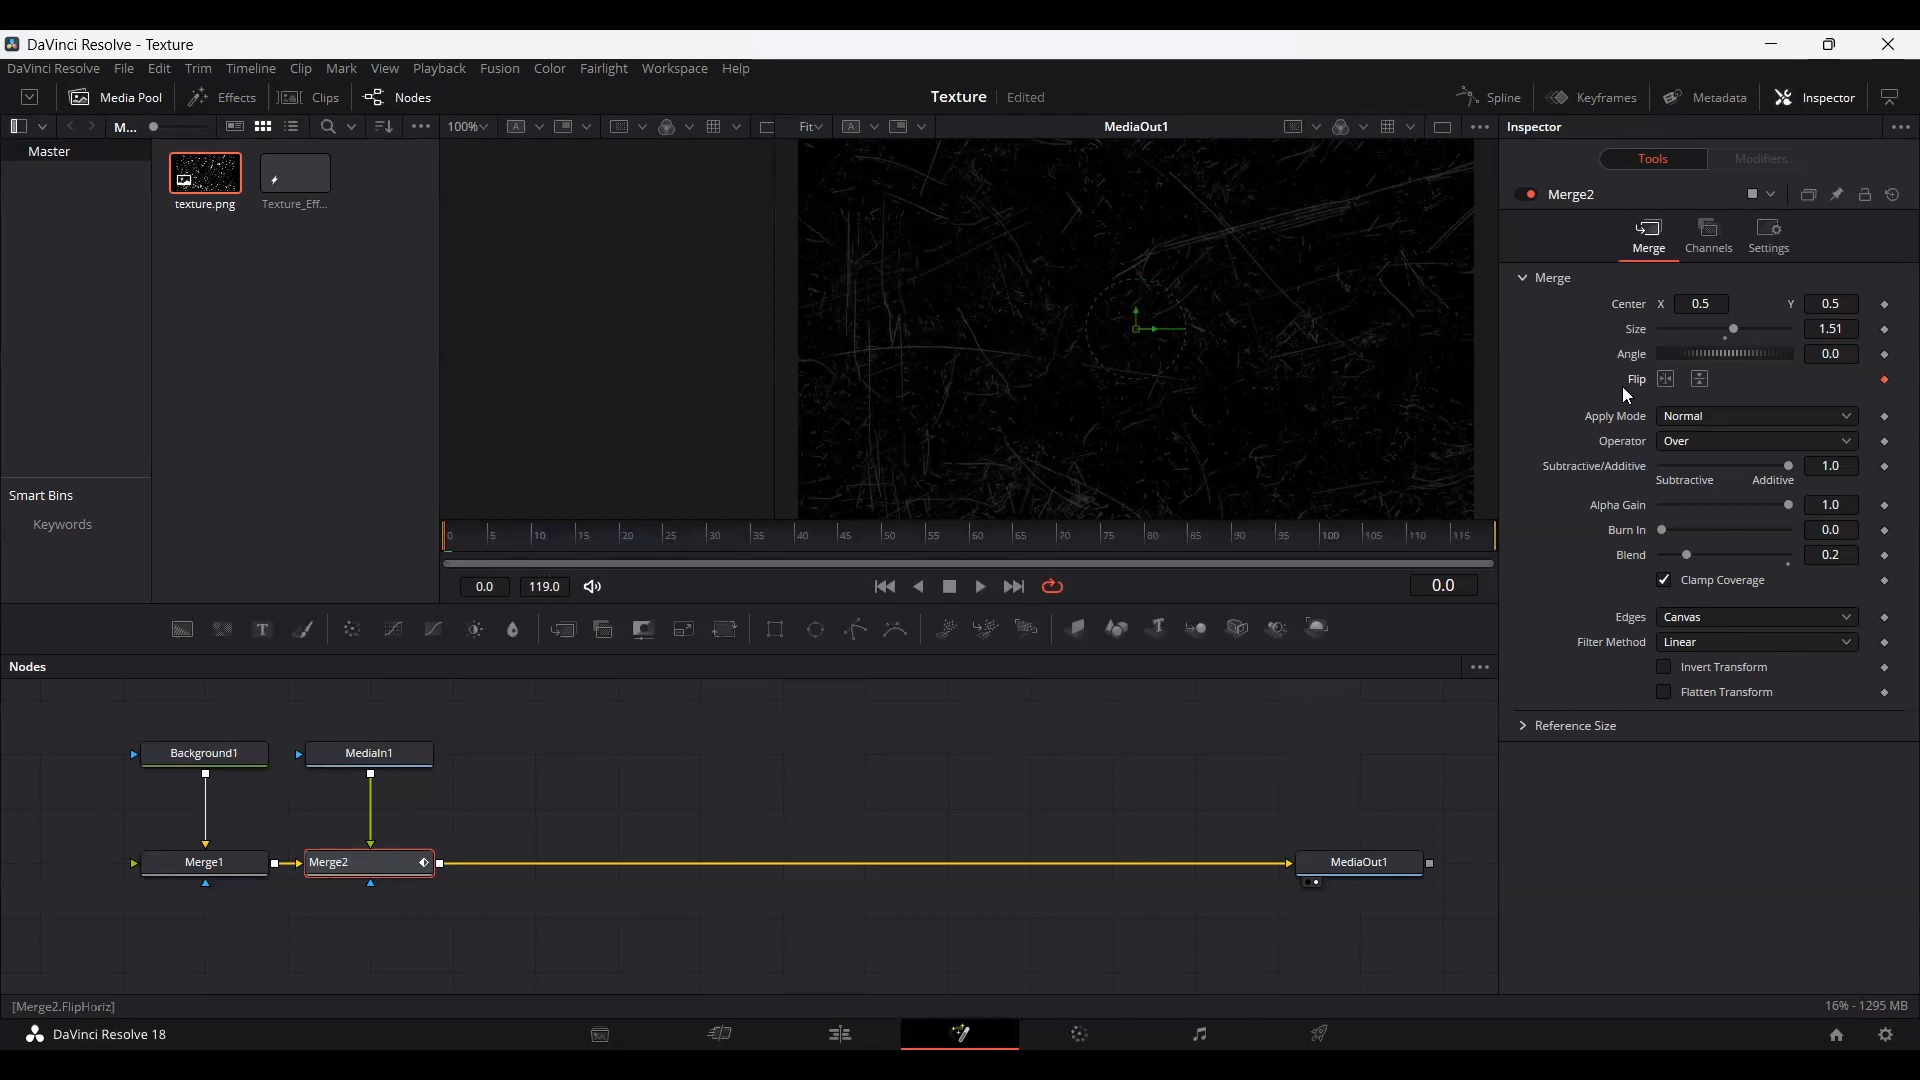 DaVinci Resolve - Texture
DaVinci Resolve File Edit Trim Timeline Clip Mark View Playback Fusion Color Fairlight Workspace Help
Media Pool Effects Clips Nodes Texture Edited Spline Keyframes Metadata Inspector
M... 100% A Fit A MediaOut1 Inspector
Master
texture.png Texture_Eff...
Smart Bins
Keywords
Tools Modifiers
Merge2
Merge Channels Settings
Merge
Center X 0.5 Y 0.5
Size 1.51
Angle 0.0
Flip
Apply Mode Normal
Operator Over
Subtractive/Additive 1.0
Subtractive Additive
Alpha Gain 1.0
Burn In 0.0
Blend 0.2
Clamp Coverage
Edges Canvas
Filter Method Linear
Invert Transform
Flatten Transform
Reference Size
0 5 10 15 20 25 30 35 40 45 50 55 60 65 70 75 80 85 90 95 100 105 110 115
0.0 119.0 0.0
T T
Nodes
Background1 MediaIn1
Merge1 Merge2 MediaOut1
[Merge2.FlipHoriz] 16% - 1295 MB
DaVinci Resolve 18